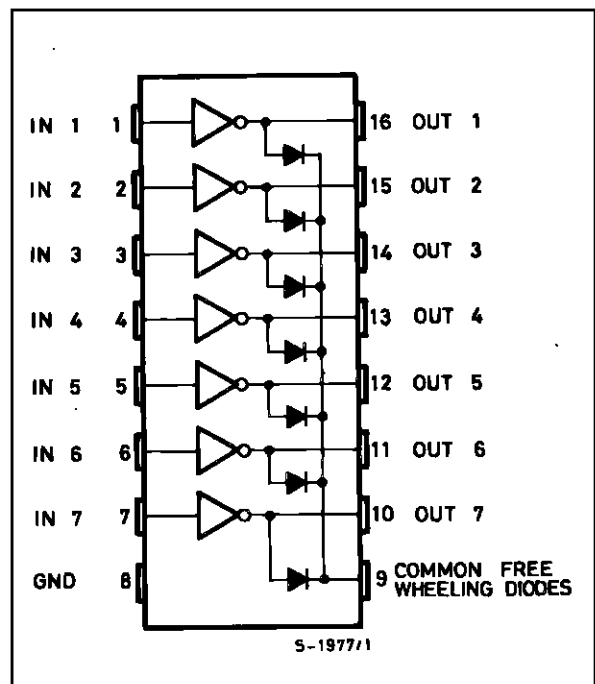 IN 1 1 16 OUT 1
IN 2 2 15 OUT 2
IN 3 3 14 OUT 3
IN 4 4 13 OUT 4
IN 5 5 12 OUT 5
IN 6 6 11 OUT 6
IN 7 7 10 OUT 7
GND 8 9 COMMON FREE
WHEELING DIODES
S-1977/1